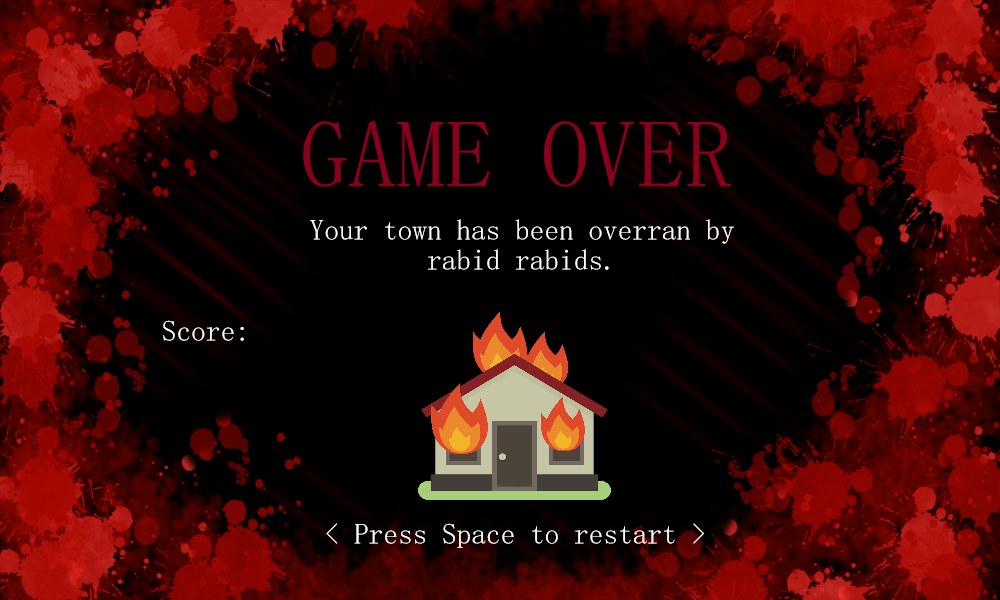 GAME OVER
Your town has been overran by
rabid rabids.
Score:
< Press Space to restart >